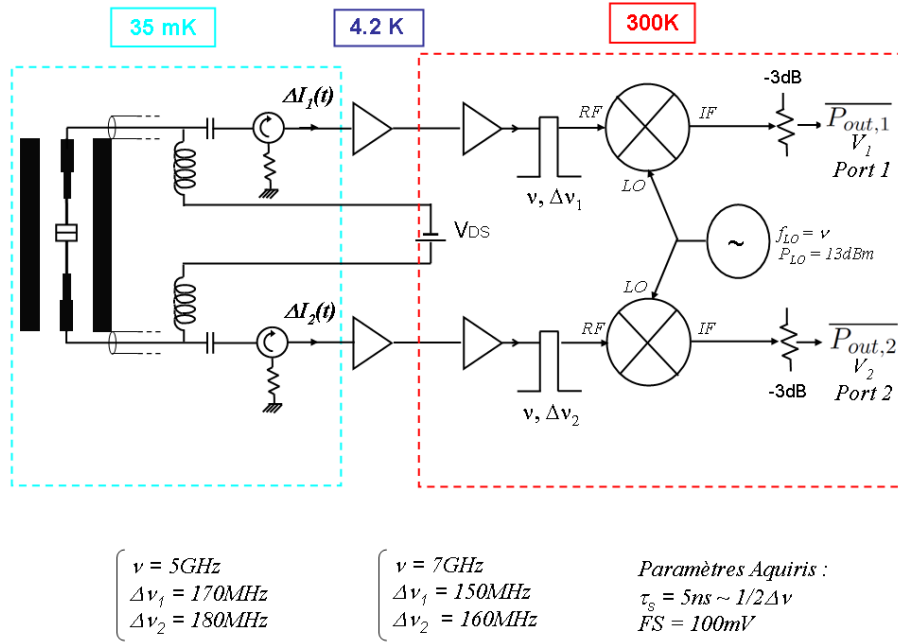 35 mK
4.2 K
300K
ΔI₁(t)
-3dB
RF
IF
P̅o̅u̅t̅,̅1̅
V₁
Port 1
LO
ν, Δν₁
VDS
~
fLO = ν
PLO = 13dBm
ΔI₂(t)
LO
RF
IF
P̅o̅u̅t̅,̅2̅
V₂
Port 2
-3dB
ν, Δν₂
ν = 5GHz
Δν₁ = 170MHz
Δν₂ = 180MHz
ν = 7GHz
Δν₁ = 150MHz
Δν₂ = 160MHz
Paramètres Aquiris :
τs = 5ns ~ 1/2Δν
FS = 100mV